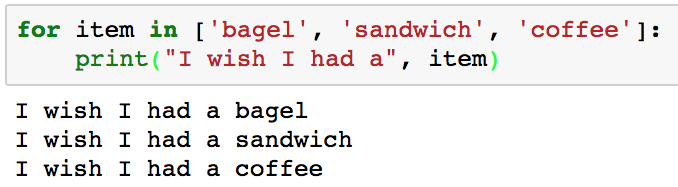 for item in ['bagel', 'sandwich', 'coffee']:
    print("I wish I had a", item)
I wish I had a bagel
I wish I had a sandwich
I wish I had a coffee